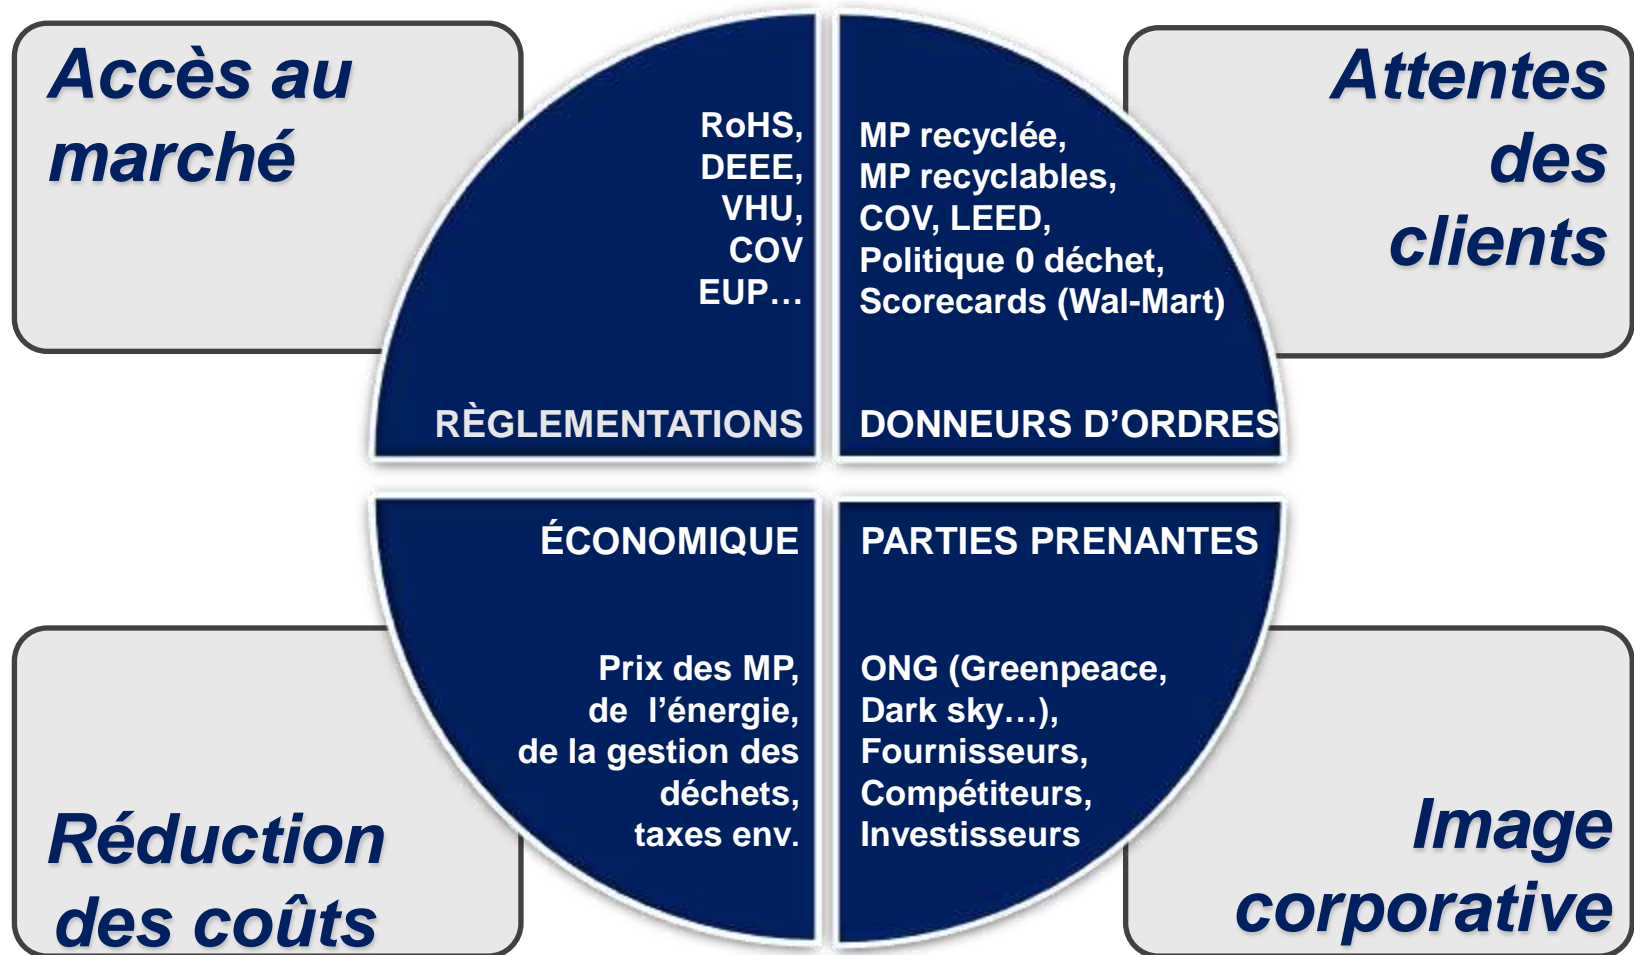 Accès au
marché
RoHS,
DEEE,
VHU,
COV
EUP…
RÈGLEMENTATIONS
MP recyclée,
MP recyclables,
COV, LEED,
Politique 0 déchet,
Scorecards (Wal-Mart)
DONNEURS D’ORDRES
Attentes
des
clients
Réduction
des coûts
ÉCONOMIQUE
Prix des MP,
de l’énergie,
de la gestion des
déchets,
taxes env.
PARTIES PRENANTES
ONG (Greenpeace,
Dark sky…),
Fournisseurs,
Compétiteurs,
Investisseurs
Image
corporative